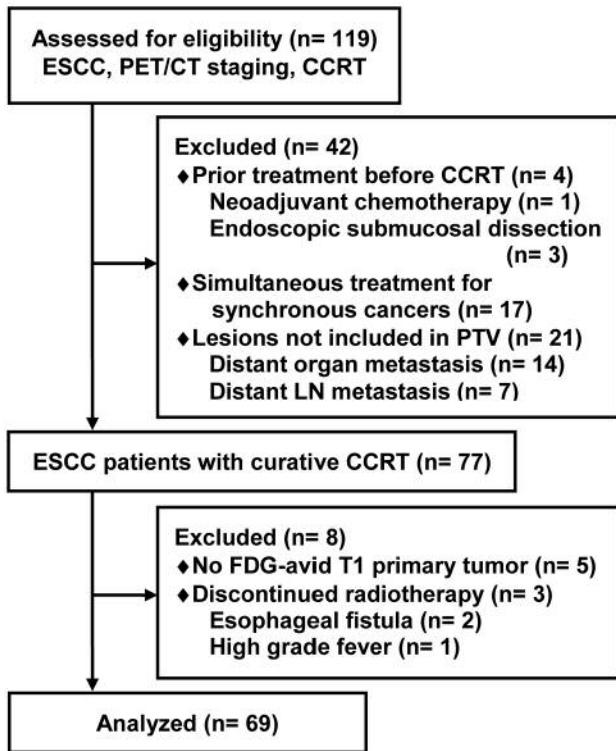 Assessed for eligibility (n= 119)
ESCC, PET/CT staging, CCRT
Excluded (n= 42)
♦Prior treatment before CCRT (n= 4)
Neoadjuvant chemotherapy (n= 1)
Endoscopic submucosal dissection
(n= 3)
♦Simultaneous treatment for
synchronous cancers (n= 17)
♦Lesions not included in PTV (n= 21)
Distant organ metastasis (n= 14)
Distant LN metastasis (n= 7)
ESCC patients with curative CCRT (n= 77)
Excluded (n= 8)
♦No FDG-avid T1 primary tumor (n= 5)
♦Discontinued radiotherapy (n= 3)
Esophageal fistula (n= 2)
High grade fever (n= 1)
Analyzed (n= 69)